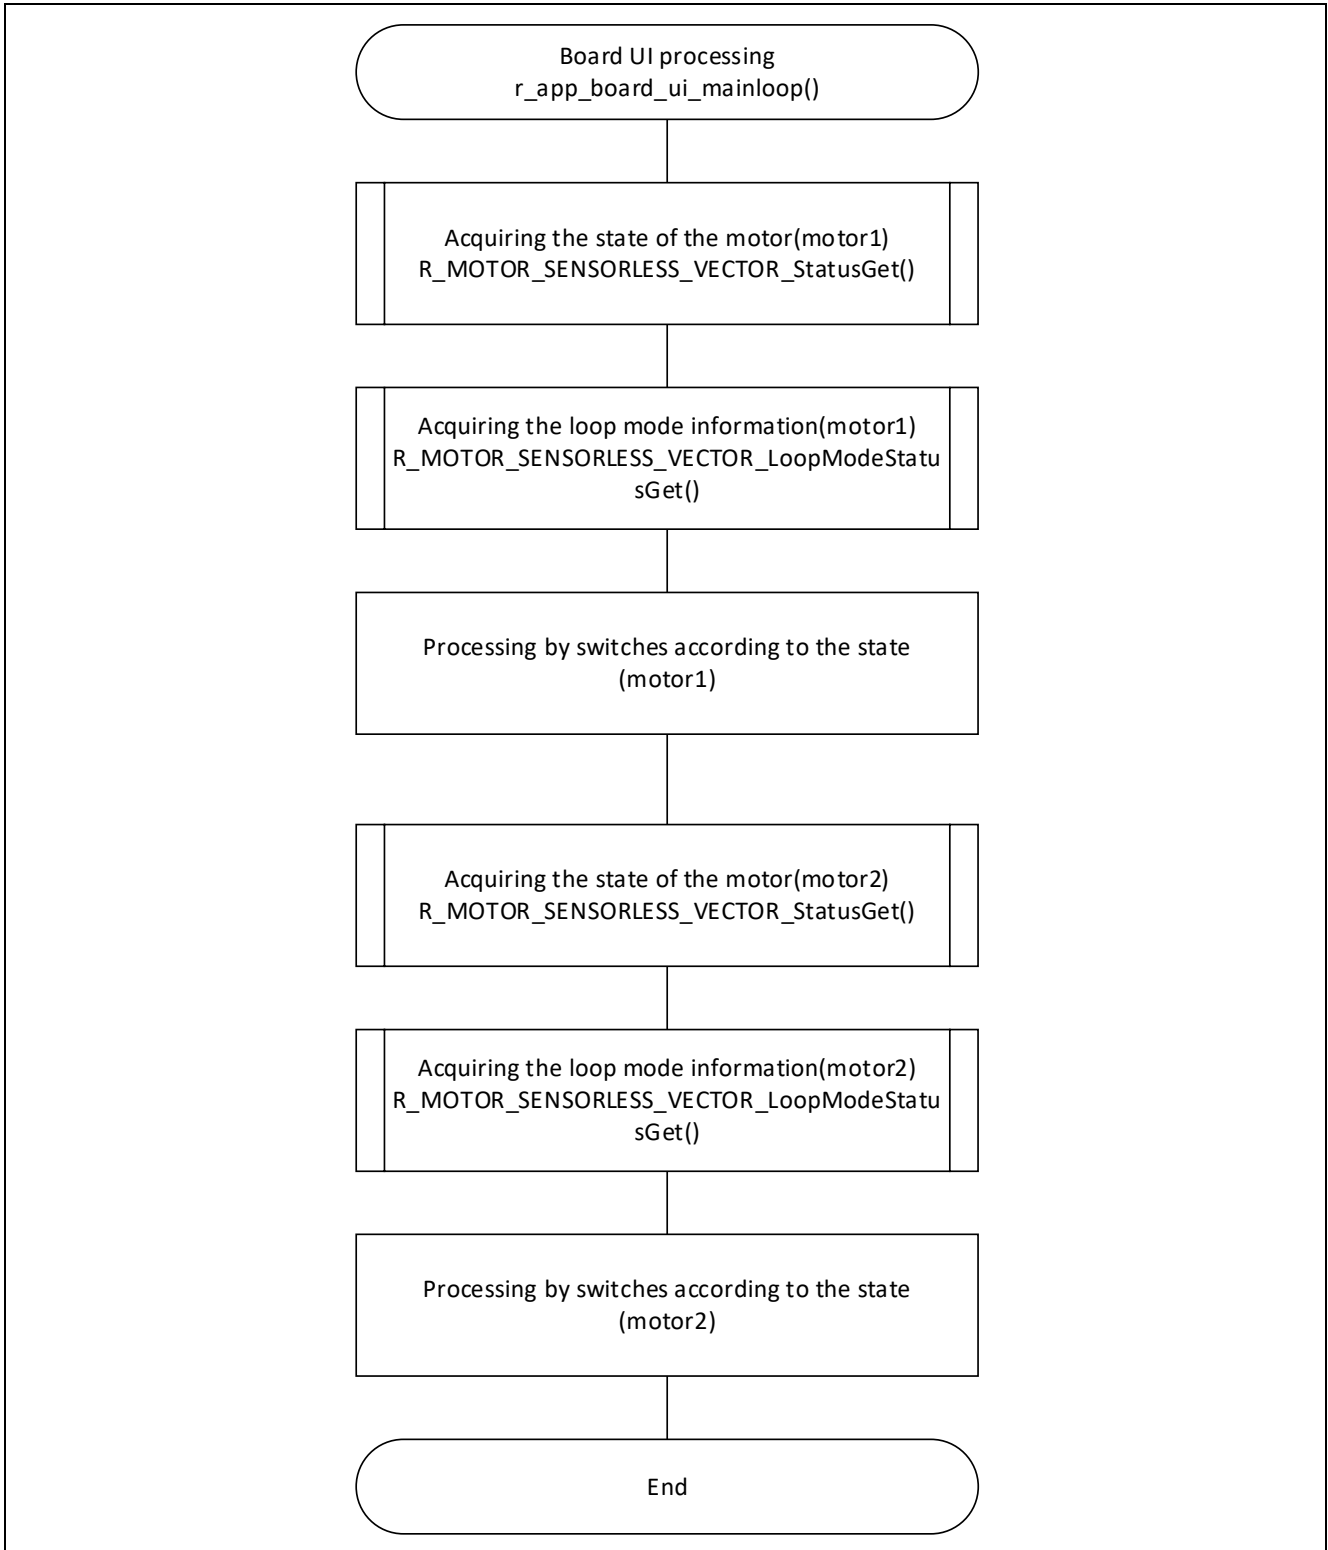 Board UI processing
r_app_board_ui_mainloop()
Acquiring the state of the motor(motor1)
R_MOTOR_SENSORLESS_VECTOR_StatusGet()
Acquiring the loop mode information(motor1)
R_MOTOR_SENSORLESS_VECTOR_LoopModeStatu
sGet()
Processing by switches according to the state
(motor1)
Acquiring the state of the motor(motor2)
R_MOTOR_SENSORLESS_VECTOR_StatusGet()
Acquiring the loop mode information(motor2)
R_MOTOR_SENSORLESS_VECTOR_LoopModeStatu
sGet()
Processing by switches according to the state
(motor2)
End